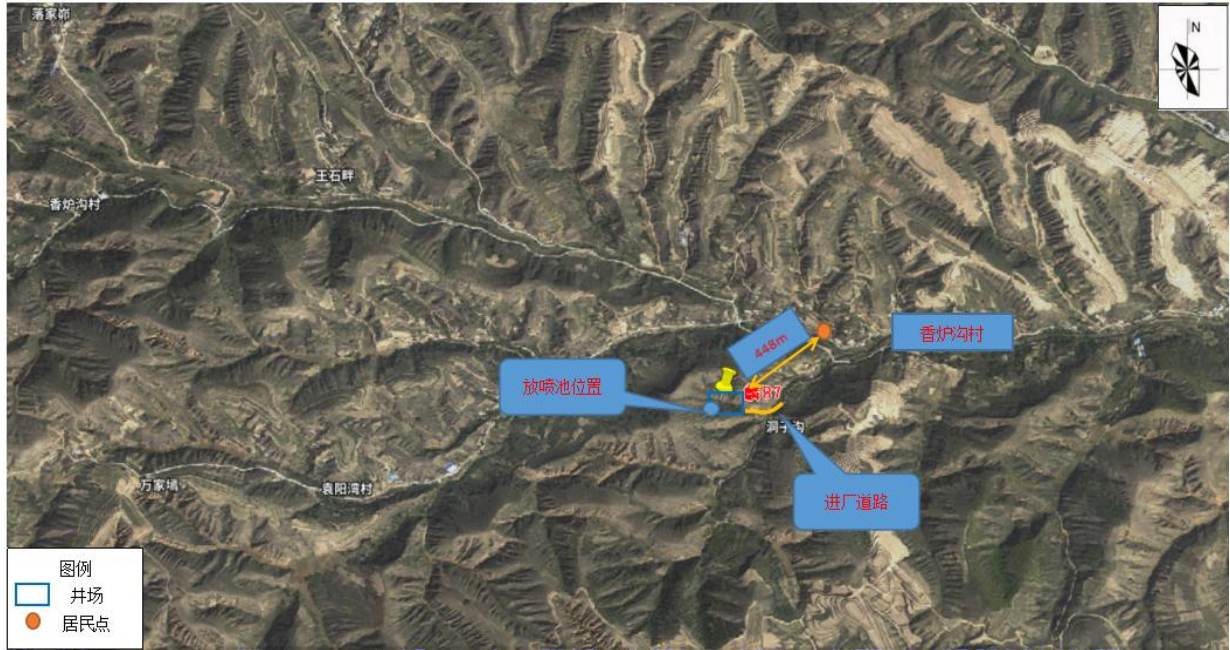 落家峁
N
王石畔
香炉沟村
香炉沟村
448m
放喷池位置
87
洞子沟
进厂道路
万家墕
袁阳湾村
图例
井场
居民点